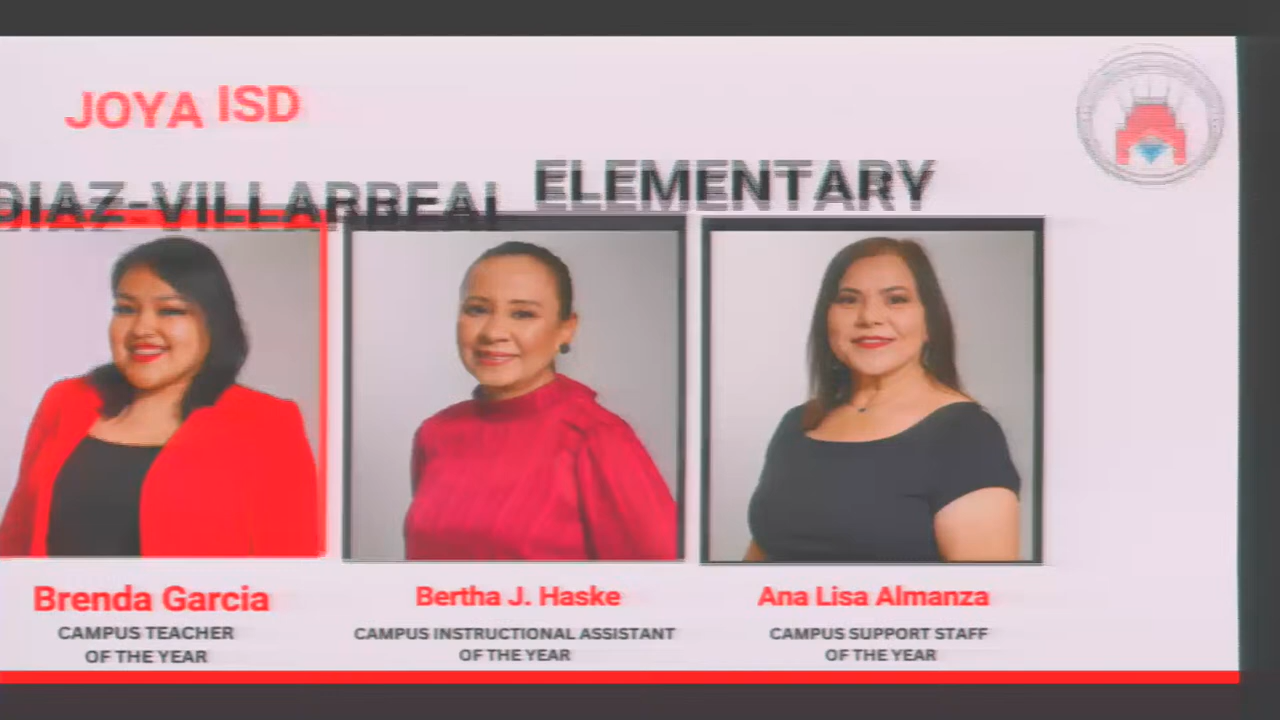 JOYA ISD
DIAZ-VILLARREAL ELEMENTARY
Brenda Garcia
Bertha J. Haske
Ana Lisa Almanza
CAMPUS TEACHER
OF THE YEAR
CAMPUS INSTRUCTIONAL ASSISTANT
OF THE YEAR
CAMPUS SUPPORT STAFF
OF THE YEAR